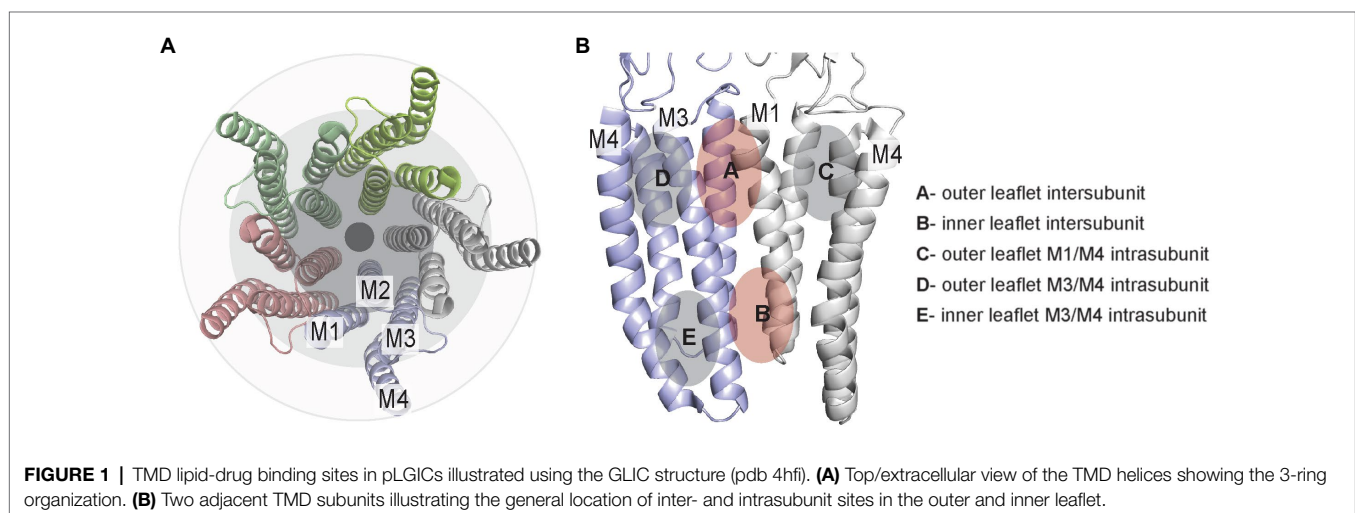 A
M2
M1
M3
M4
B
M3
M1
M4
M4
D
A
C
B
E
A- outer leaflet intersubunit
B- inner leaflet intersubunit
C- outer leaflet M1/M4 intrasubunit
D- outer leaflet M3/M4 intrasubunit
E- inner leaflet M3/M4 intrasubunit
FIGURE 1 | TMD lipid-drug binding sites in pLGICs illustrated using the GLIC structure (pdb 4hfi). (A) Top/extracellular view of the TMD helices showing the 3-ring
organization. (B) Two adjacent TMD subunits illustrating the general location of inter- and intrasubunit sites in the outer and inner leaflet.